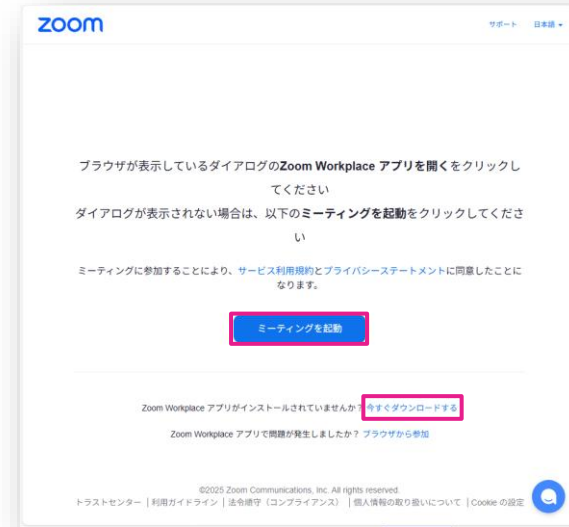 zoom
サポート 日本語
ブラウザが表示しているダイアログのZoom Workplace アプリを開くをクリックし
てください
ダイアログが表示されない場合は、以下のミーティングを起動をクリックしてくださ
い
ミーティングに参加することにより、サービス利用規約とプライバシーステートメントに同意したことに
なります。
ミーティングを起動
Zoom Workplace アプリがインストールされていませんか？今すぐダウンロードする
Zoom Workplace アプリで問題が発生しましたか？ ブラウザから参加
©2025 Zoom Communications, Inc. All rights reserved.
トラストセンター | 利用ガイドライン | 法令順守（コンプライアンス） | 個人情報の取り扱いについて | Cookie の設定